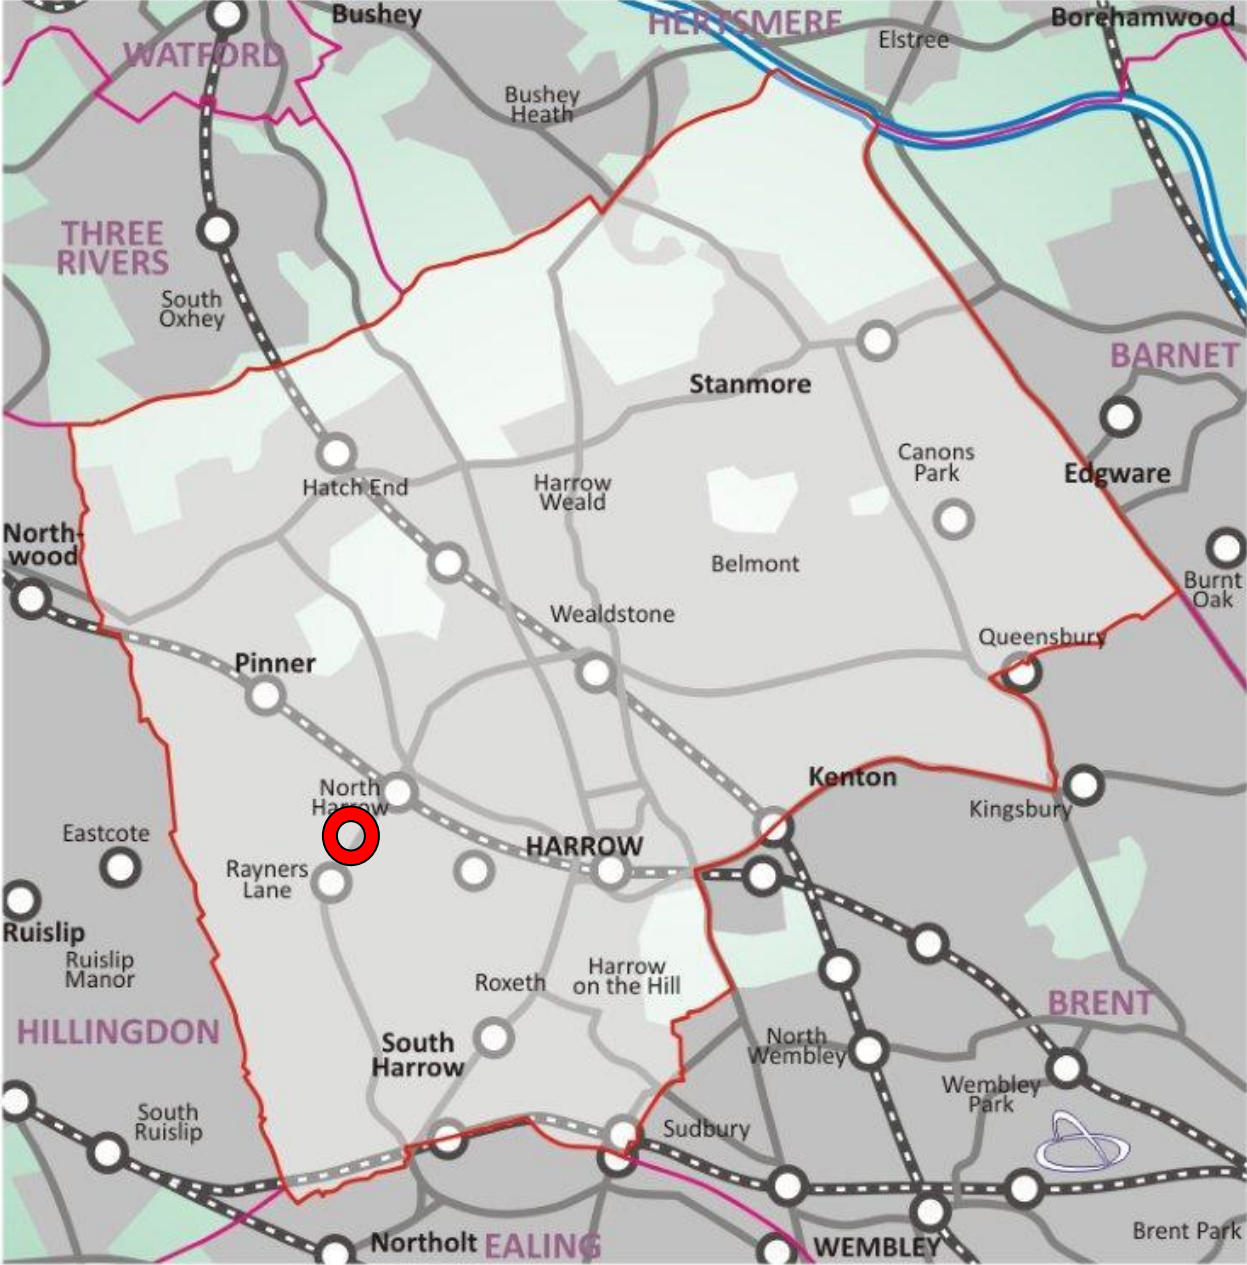 Bushey
HERTSMERE
Borehamwood
Elstree
WATFORD
Bushey
Heath
THREE
RIVERS
South
Oxhey
BARNET
Stanmore
Canons
Park
Edgware
Hatch End
Harrow
Weald
North-
wood
Belmont
Burnt
Oak
Wealdstone
Queensbury
Pinner
North
Harrow
Kenton
Kingsbury
Eastcote
HARROW
Rayners
Lane
Ruislip
Ruislip
Manor
Roxeth
Harrow
on the Hill
BRENT
HILLINGDON
South
Harrow
North
Wembley
Wembley
Park
South
Ruislip
Sudbury
Northolt
EALING
WEMBLEY
Brent Park